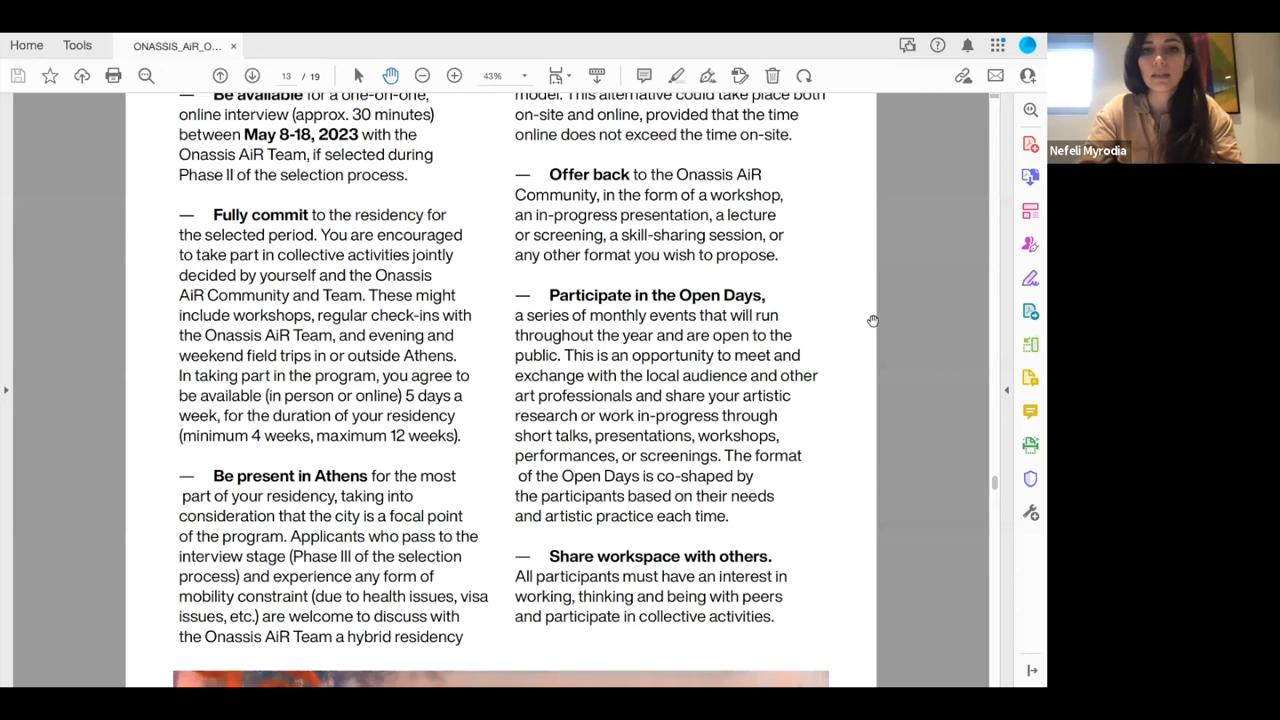 Home
Tools
ONASSIS_AiR_O...
×
13 / 19
43%
Nefeli Myrodia
— Be available for a one-on-one,
online interview (approx. 30 minutes)
between May 8-18, 2023 with the
Onassis AiR Team, if selected during
Phase II of the selection process.
— Fully commit to the residency for
the selected period. You are encouraged
to take part in collective activities jointly
decided by yourself and the Onassis
AiR Community and Team. These might
include workshops, regular check-ins with
the Onassis AiR Team, and evening and
weekend field trips in or outside Athens.
In taking part in the program, you agree to
be available (in person or online) 5 days a
week, for the duration of your residency
(minimum 4 weeks, maximum 12 weeks).
— Be present in Athens for the most
part of your residency, taking into
consideration that the city is a focal point
of the program. Applicants who pass to the
interview stage (Phase III of the selection
process) and experience any form of
mobility constraint (due to health issues, visa
issues, etc.) are welcome to discuss with
the Onassis AiR Team a hybrid residency
model. This alternative could take place both
on-site and online, provided that the time
online does not exceed the time on-site.
— Offer back to the Onassis AiR
Community, in the form of a workshop,
an in-progress presentation, a lecture
or screening, a skill-sharing session, or
any other format you wish to propose.
— Participate in the Open Days,
a series of monthly events that will run
throughout the year and are open to the
public. This is an opportunity to meet and
exchange with the local audience and other
art professionals and share your artistic
research or work in-progress through
short talks, presentations, workshops,
performances, or screenings. The format
of the Open Days is co-shaped by
the participants based on their needs
and artistic practice each time.
— Share workspace with others.
All participants must have an interest in
working, thinking and being with peers
and participate in collective activities.